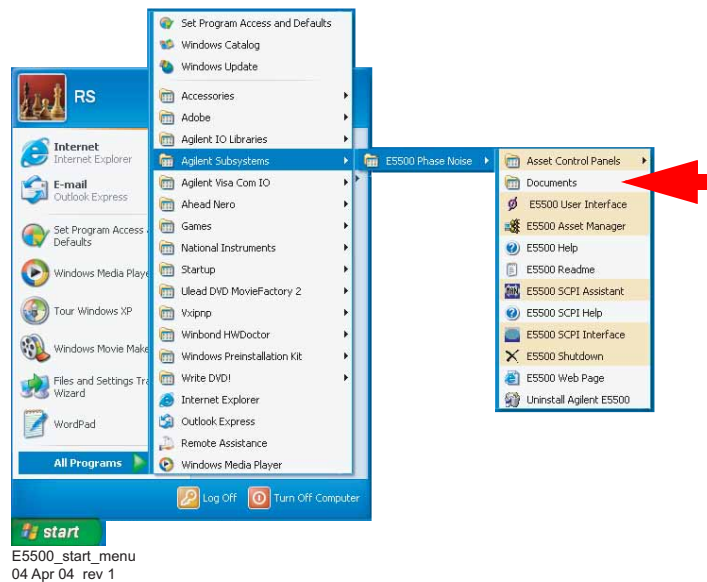 RS
Internet
Internet Explorer
E-mail
Outlook Express
Set Program Access
Defaults
Windows Media Playe
Tour Windows XP
Windows Movie Make
Files and Settings Tra
Wizard
WordPad
All Programs
Set Program Access and Defaults
Windows Catalog
Windows Update
Accessories
Adobe
Agilent IO Libraries
Agilent Subsystems
Agilent Visa Com IO
Ahead Nero
Games
National Instruments
Startup
Ulead DVD MovieFactory 2
Vxipnp
Winbond HWDoctor
Windows Preinstallation Kit
Write DVD!
Internet Explorer
Outlook Express
Remote Assistance
Windows Media Player
E5500 Phase Noise
Asset Control Panels
Documents
E5500 User Interface
E5500 Asset Manager
E5500 Help
E5500 Readme
E5500 SCPI Assistant
E5500 SCPI Help
E5500 SCPI Interface
E5500 Shutdown
E5500 Web Page
Uninstall Agilent E5500
Log Off
Turn Off Computer
start
E5500_start_menu
04 Apr 04 rev 1